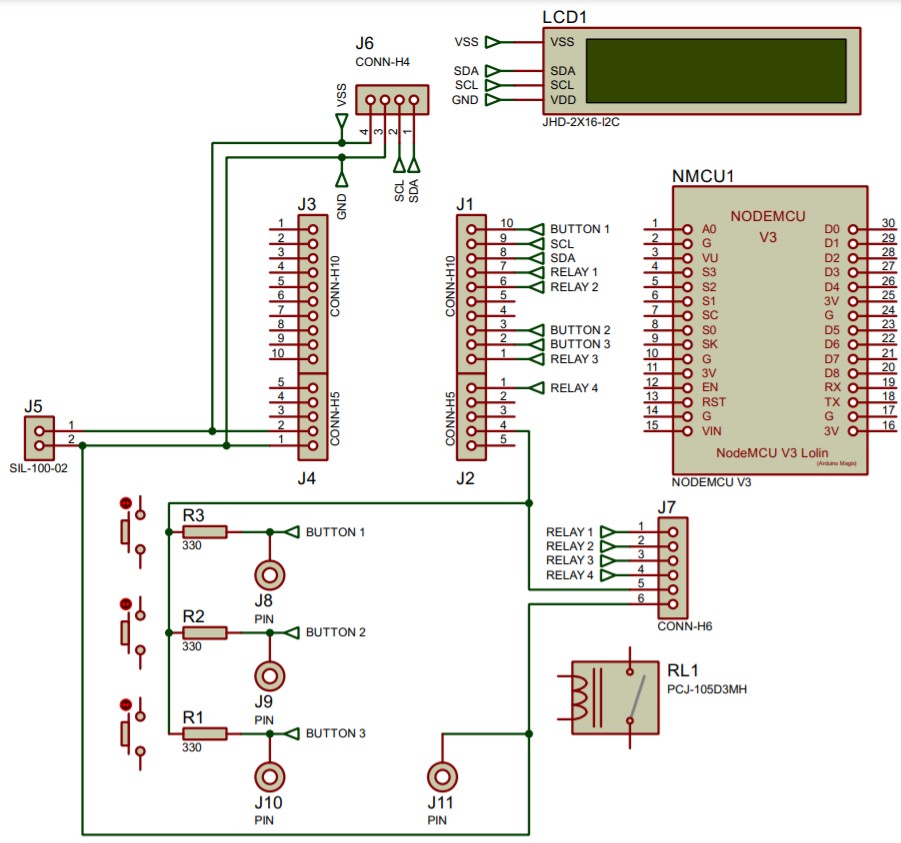 LCD1
VSS
VSS
SDA
SDA
SCL
SCL
GND
VDD
JHD-2X16-I2C
J6
CONN-H4
VSS
4
3
2
1
GND
SCL
SDA
J3
1
2
3
4
5
6
7
8
9
10
CONN-H10
5
4
3
2
1
CONN-H5
J4
J1
CONN-H10
10
BUTTON 1
9
SCL
8
SDA
7
RELAY 1
6
RELAY 2
5
4
3
BUTTON 2
2
BUTTON 3
1
RELAY 3
CONN-H5
1
RELAY 4
2
3
4
5
J2
NMCU1
NODEMCU
V3
1 A0 D0 30
2 G D1 29
3 VU D2 28
4 S3 D3 27
5 S2 D4 26
6 S1 3V 25
7 SC G 24
8 S0 D5 23
9 SK D6 22
10 G D7 21
11 3V D8 20
12 EN RX 19
13 RST TX 18
14 G G 17
15 VIN 3V 16
NodeMCU V3 Lolin
(Arduino Magix)
NODEMCU V3
J5
1
2
SIL-100-02
R3
330
BUTTON 1
J8
PIN
R2
330
BUTTON 2
J9
PIN
R1
330
BUTTON 3
J10
PIN
J11
PIN
J7
RELAY 1 1
RELAY 2 2
RELAY 3 3
RELAY 4 4
5
6
CONN-H6
RL1
PCJ-105D3MH